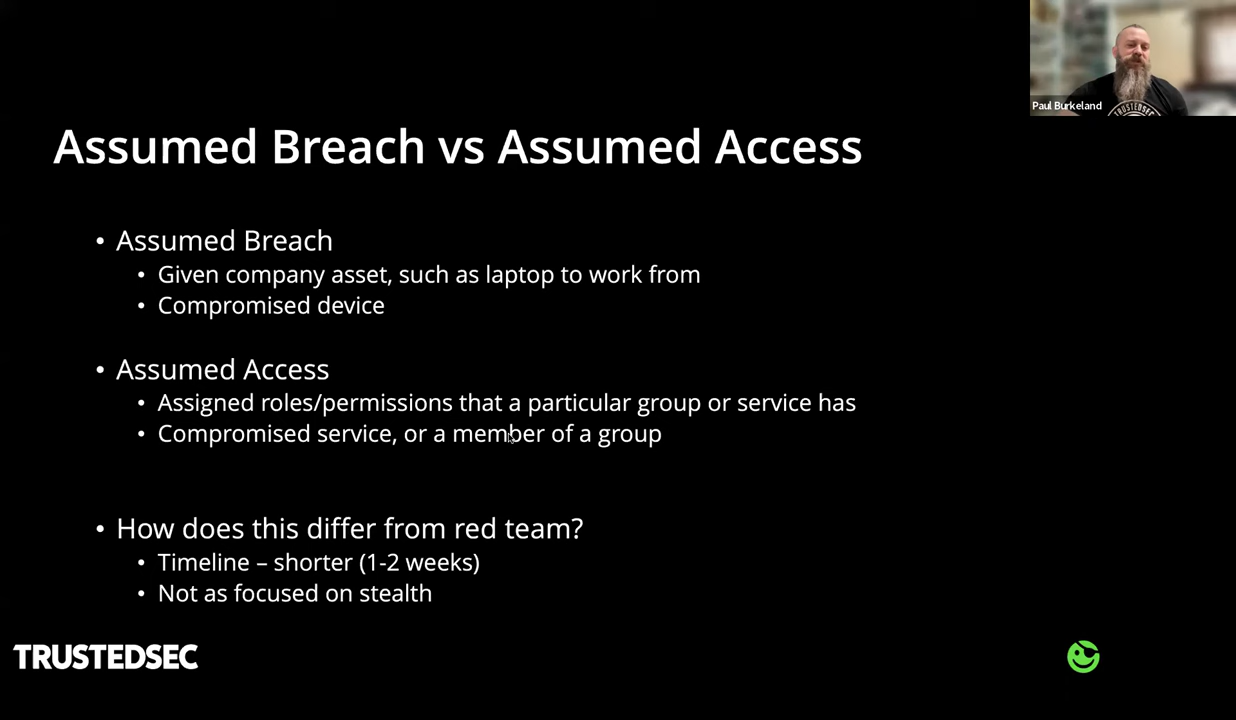 Paul Burkeland
TRUSTEDSEC
Assumed Breach vs Assumed Access
• Assumed Breach
• Given company asset, such as laptop to work from
• Compromised device
• Assumed Access
• Assigned roles/permissions that a particular group or service has
• Compromised service, or a member of a group
• How does this differ from red team?
• Timeline – shorter (1-2 weeks)
• Not as focused on stealth
TRUSTEDSEC